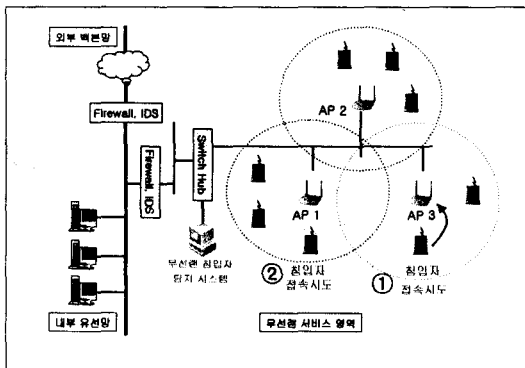 외부 백본망
Firewall, IDS
Firewall, IDS
Switch Hub
무선랜 침입자
탐지 시스템
내부 유선망
AP 2
AP 1
AP 3
② 침입자
접속시도
① 침입자
접속시도
무선랜 서비스 영역